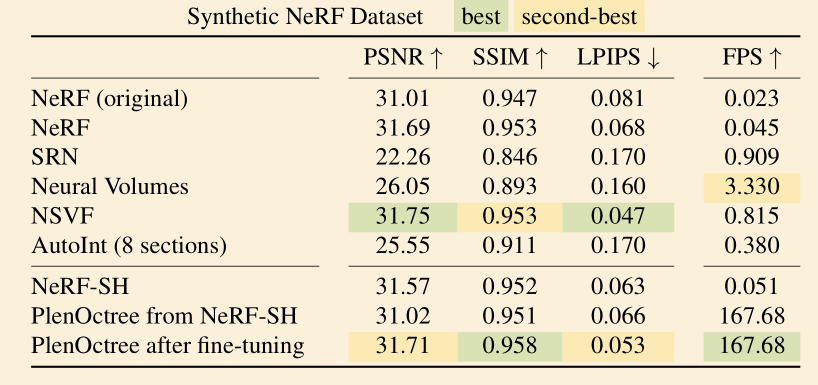 Synthetic NeRF Dataset best second-best
PSNR ↑ SSIM ↑ LPIPS ↓ FPS ↑
NeRF (original) 31.01 0.947 0.081 0.023
NeRF 31.69 0.953 0.068 0.045
SRN 22.26 0.846 0.170 0.909
Neural Volumes 26.05 0.893 0.160 3.330
NSVF 31.75 0.953 0.047 0.815
AutoInt (8 sections) 25.55 0.911 0.170 0.380
NeRF-SH 31.57 0.952 0.063 0.051
PlenOctree from NeRF-SH 31.02 0.951 0.066 167.68
PlenOctree after fine-tuning 31.71 0.958 0.053 167.68